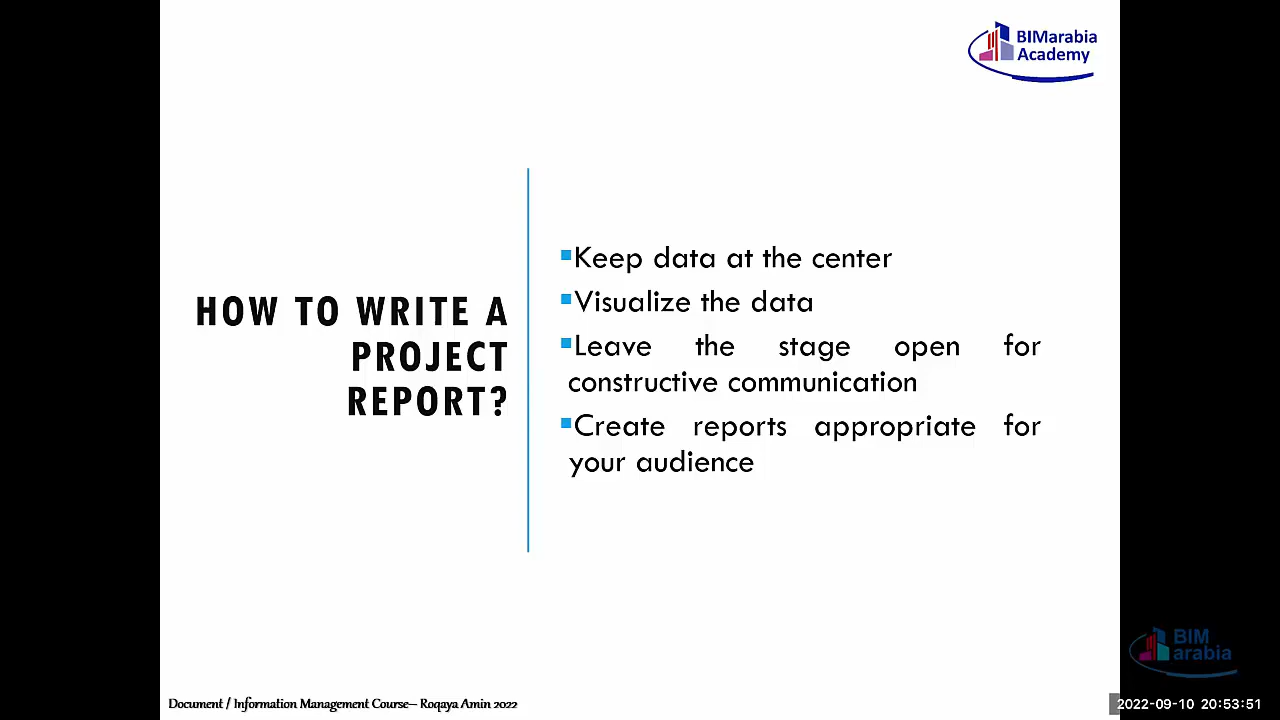 BIMarabia
Academy
HOW TO WRITE A
PROJECT
REPORT?
▪Keep data at the center
▪Visualize the data
▪Leave the stage open for
constructive communication
▪Create reports appropriate for
your audience
BIM
arabia
Document / Information Management Course– Roqaya Amin 2022
2022-09-10 20:53:51